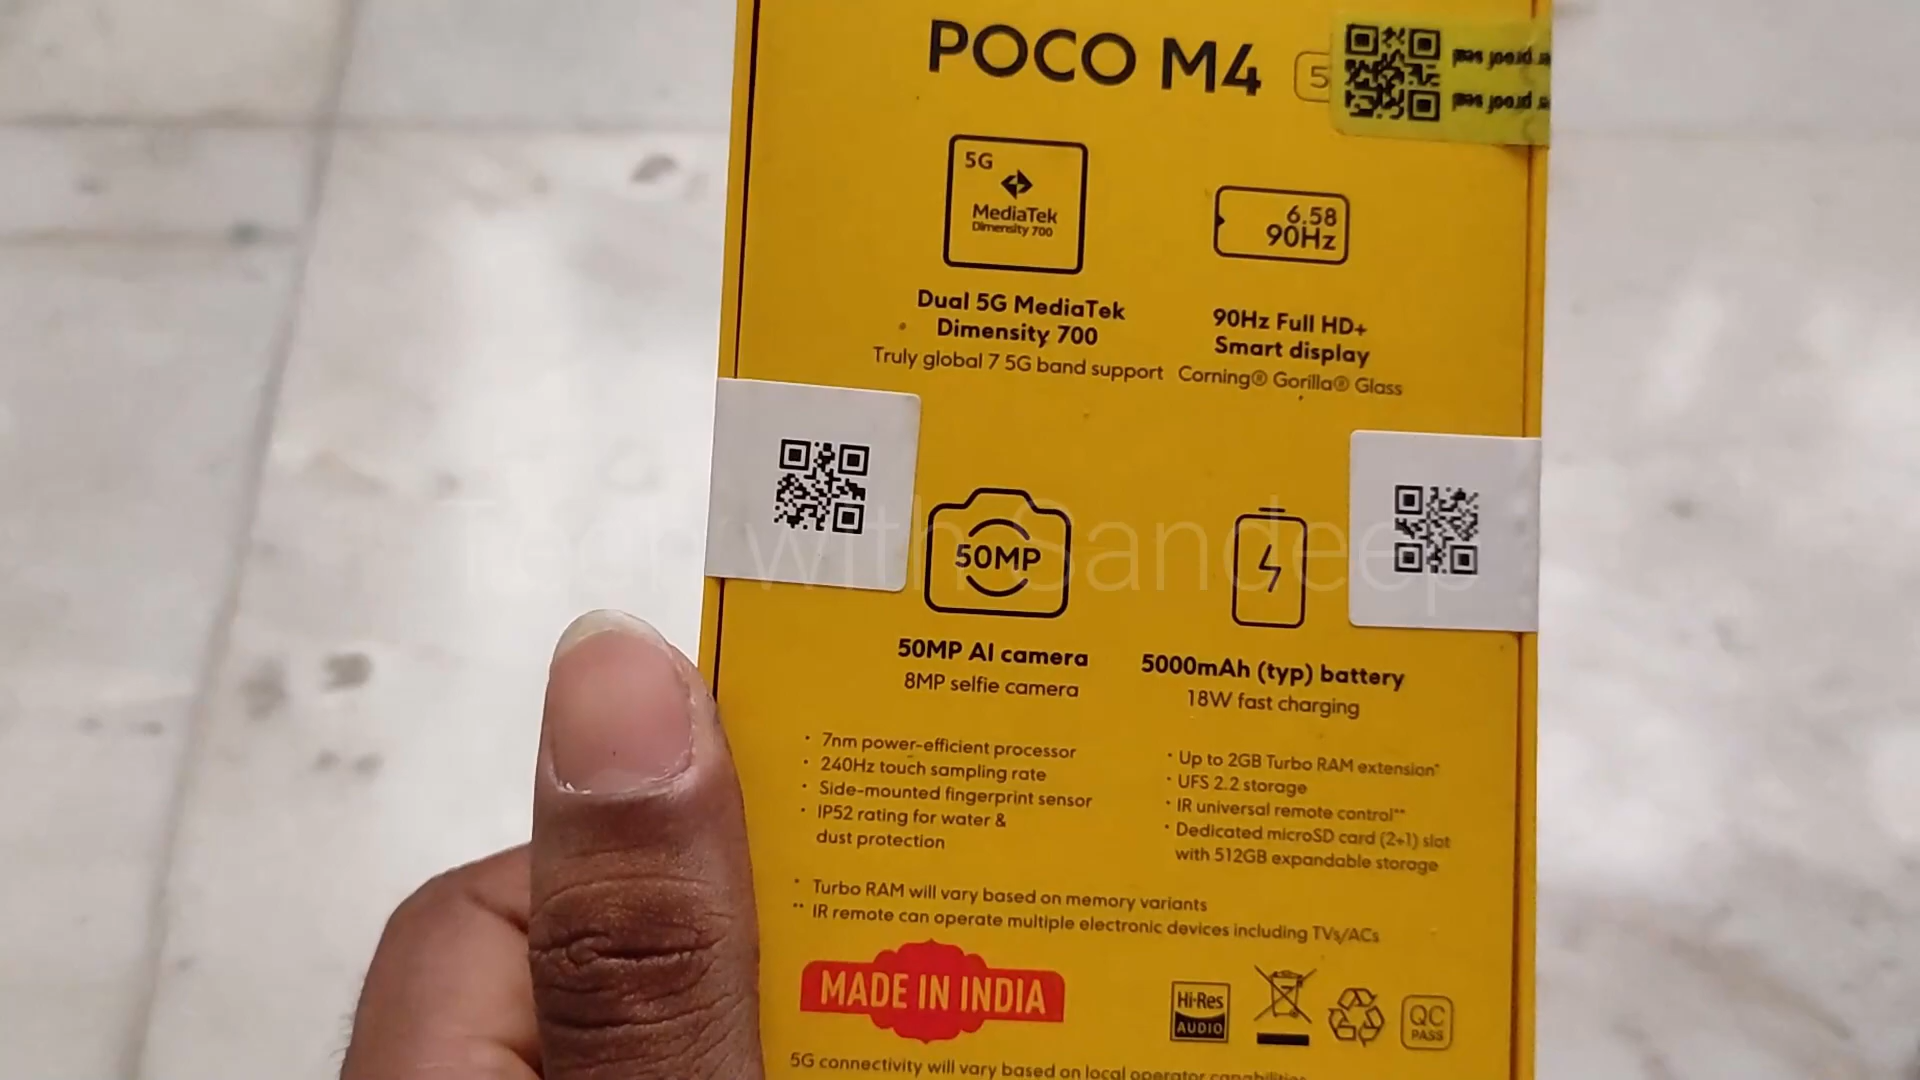 POCO M4 5
5G
MediaTek
Dimensity 700
6.58
90Hz
Dual 5G MediaTek
Dimensity 700
Truly global 7 5G band support
90Hz Full HD+
Smart display
Corning® Gorilla® Glass
Tech with Sandeep
50MP
50MP AI camera
8MP selfie camera
5000mAh (typ) battery
18W fast charging
· 7nm power-efficient processor
· 240Hz touch sampling rate
· Side-mounted fingerprint sensor
· IP52 rating for water &
dust protection
· Up to 2GB Turbo RAM extension*
· UFS 2.2 storage
· IR universal remote control**
· Dedicated microSD card (2+1) slot
with 512GB expandable storage
* Turbo RAM will vary based on memory variants
** IR remote can operate multiple electronic devices including TVs/ACs
MADE IN INDIA
Hi-Res
AUDIO
QC
PASS
5G connectivity will vary based on local operator capabilities